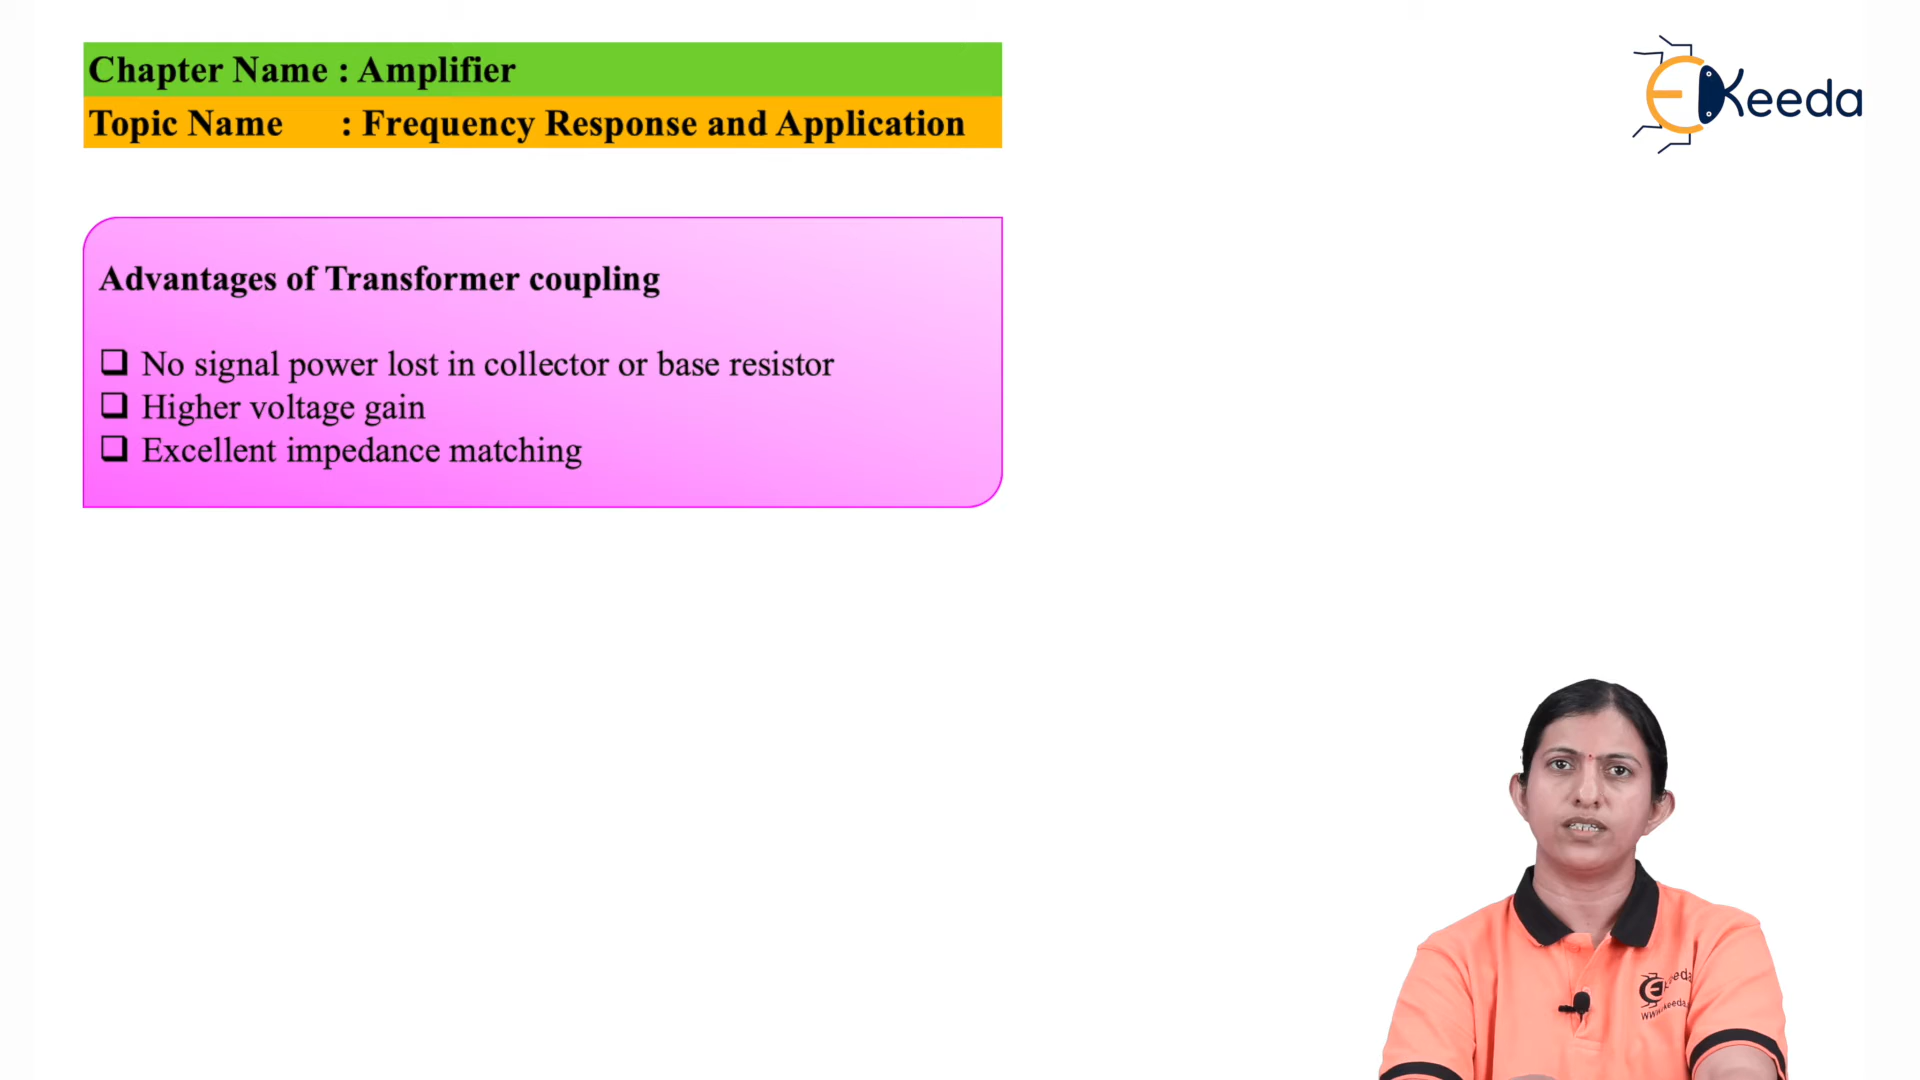 Chapter Name : Amplifier
Topic Name : Frequency Response and Application
EKeeda
Advantages of Transformer coupling
No signal power lost in collector or base resistor
Higher voltage gain
Excellent impedance matching